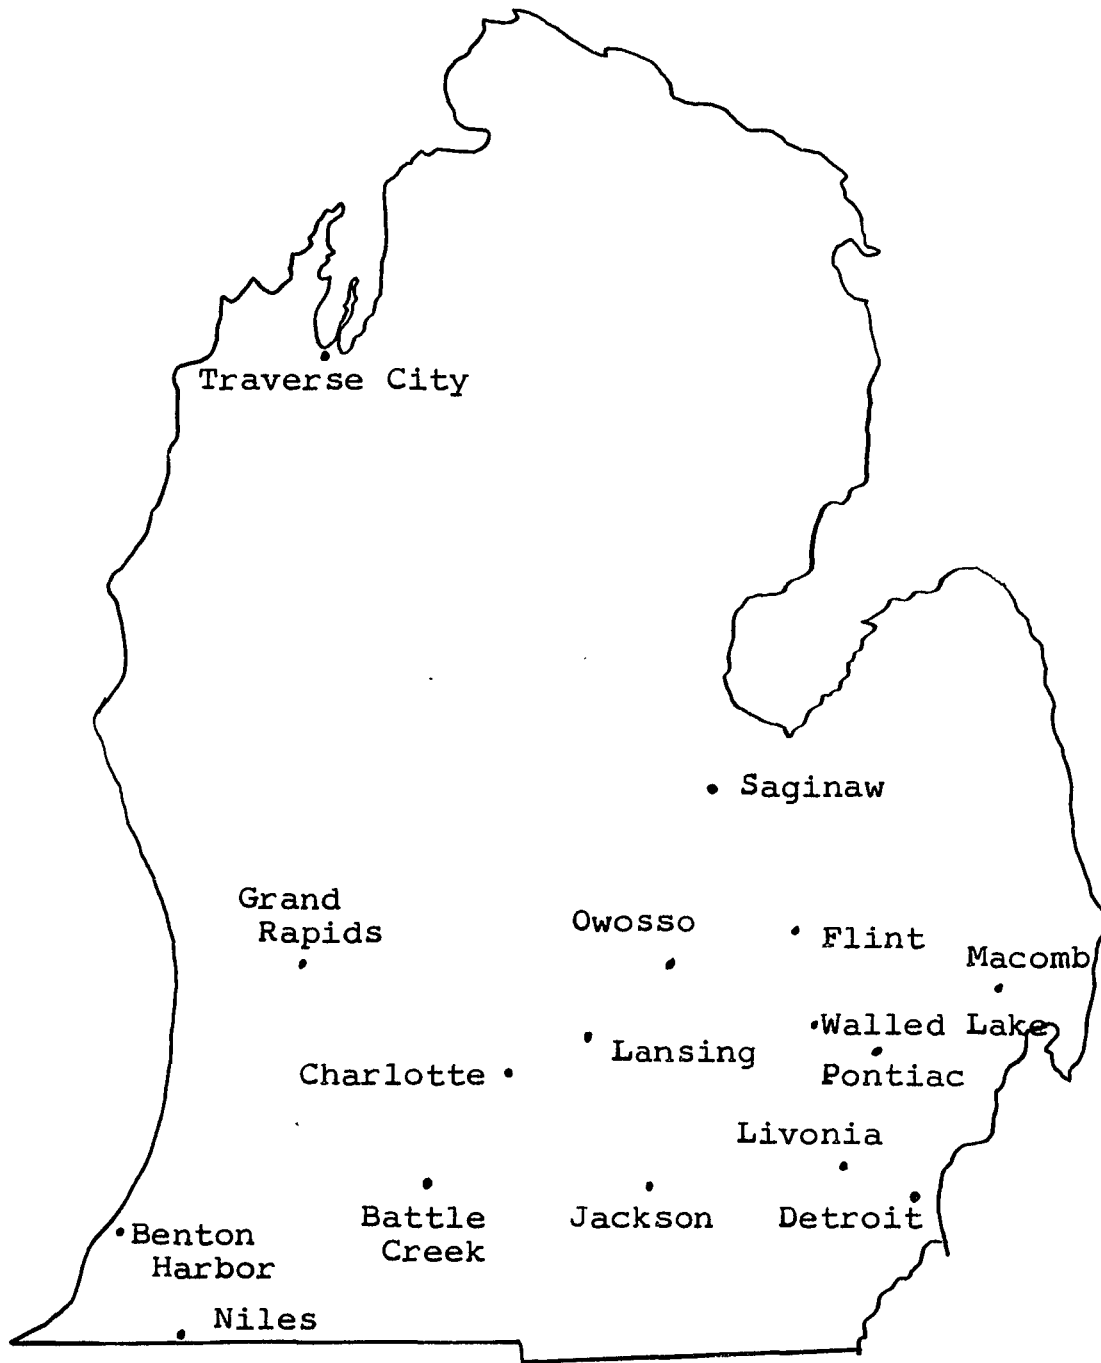 Traverse City
Saginaw
Grand
Rapids
Owosso
Flint
Macomb
Walled Lake
Lansing
Pontiac
Charlotte
Livonia
Battle
Creek
Jackson
Detroit
Benton
Harbor
Niles